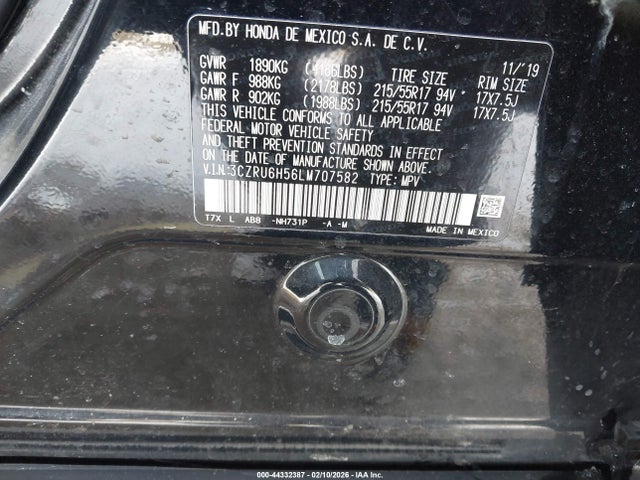 MFD.BY HONDA DE MEXICO S.A. DE C.V.
GVWR 1890KG (4186LBS) TIRE SIZE 11/'19 RIM SIZE
GAWR F 988KG (2178LBS) 215/55R17 94V 17X7.5J
GAWR R 902KG (1988LBS) 215/55R17 94V 17X7.5J
THIS VEHICLE CONFORMS TO ALL APPLICABLE
FEDERAL MOTOR VEHICLE SAFETY
AND THEFT PREVENTION STANDARDS IN EFFECT
ON THE DATE OF MANUFACTURE SHOWN ABOVE.
V.I.N.:3CZRU6H56LM707582 TYPE: MPV
T7X L AB8 -NH731P -A -M
MADE IN MEXICO
000-44332387 - 02/10/2026 - IAA Inc.